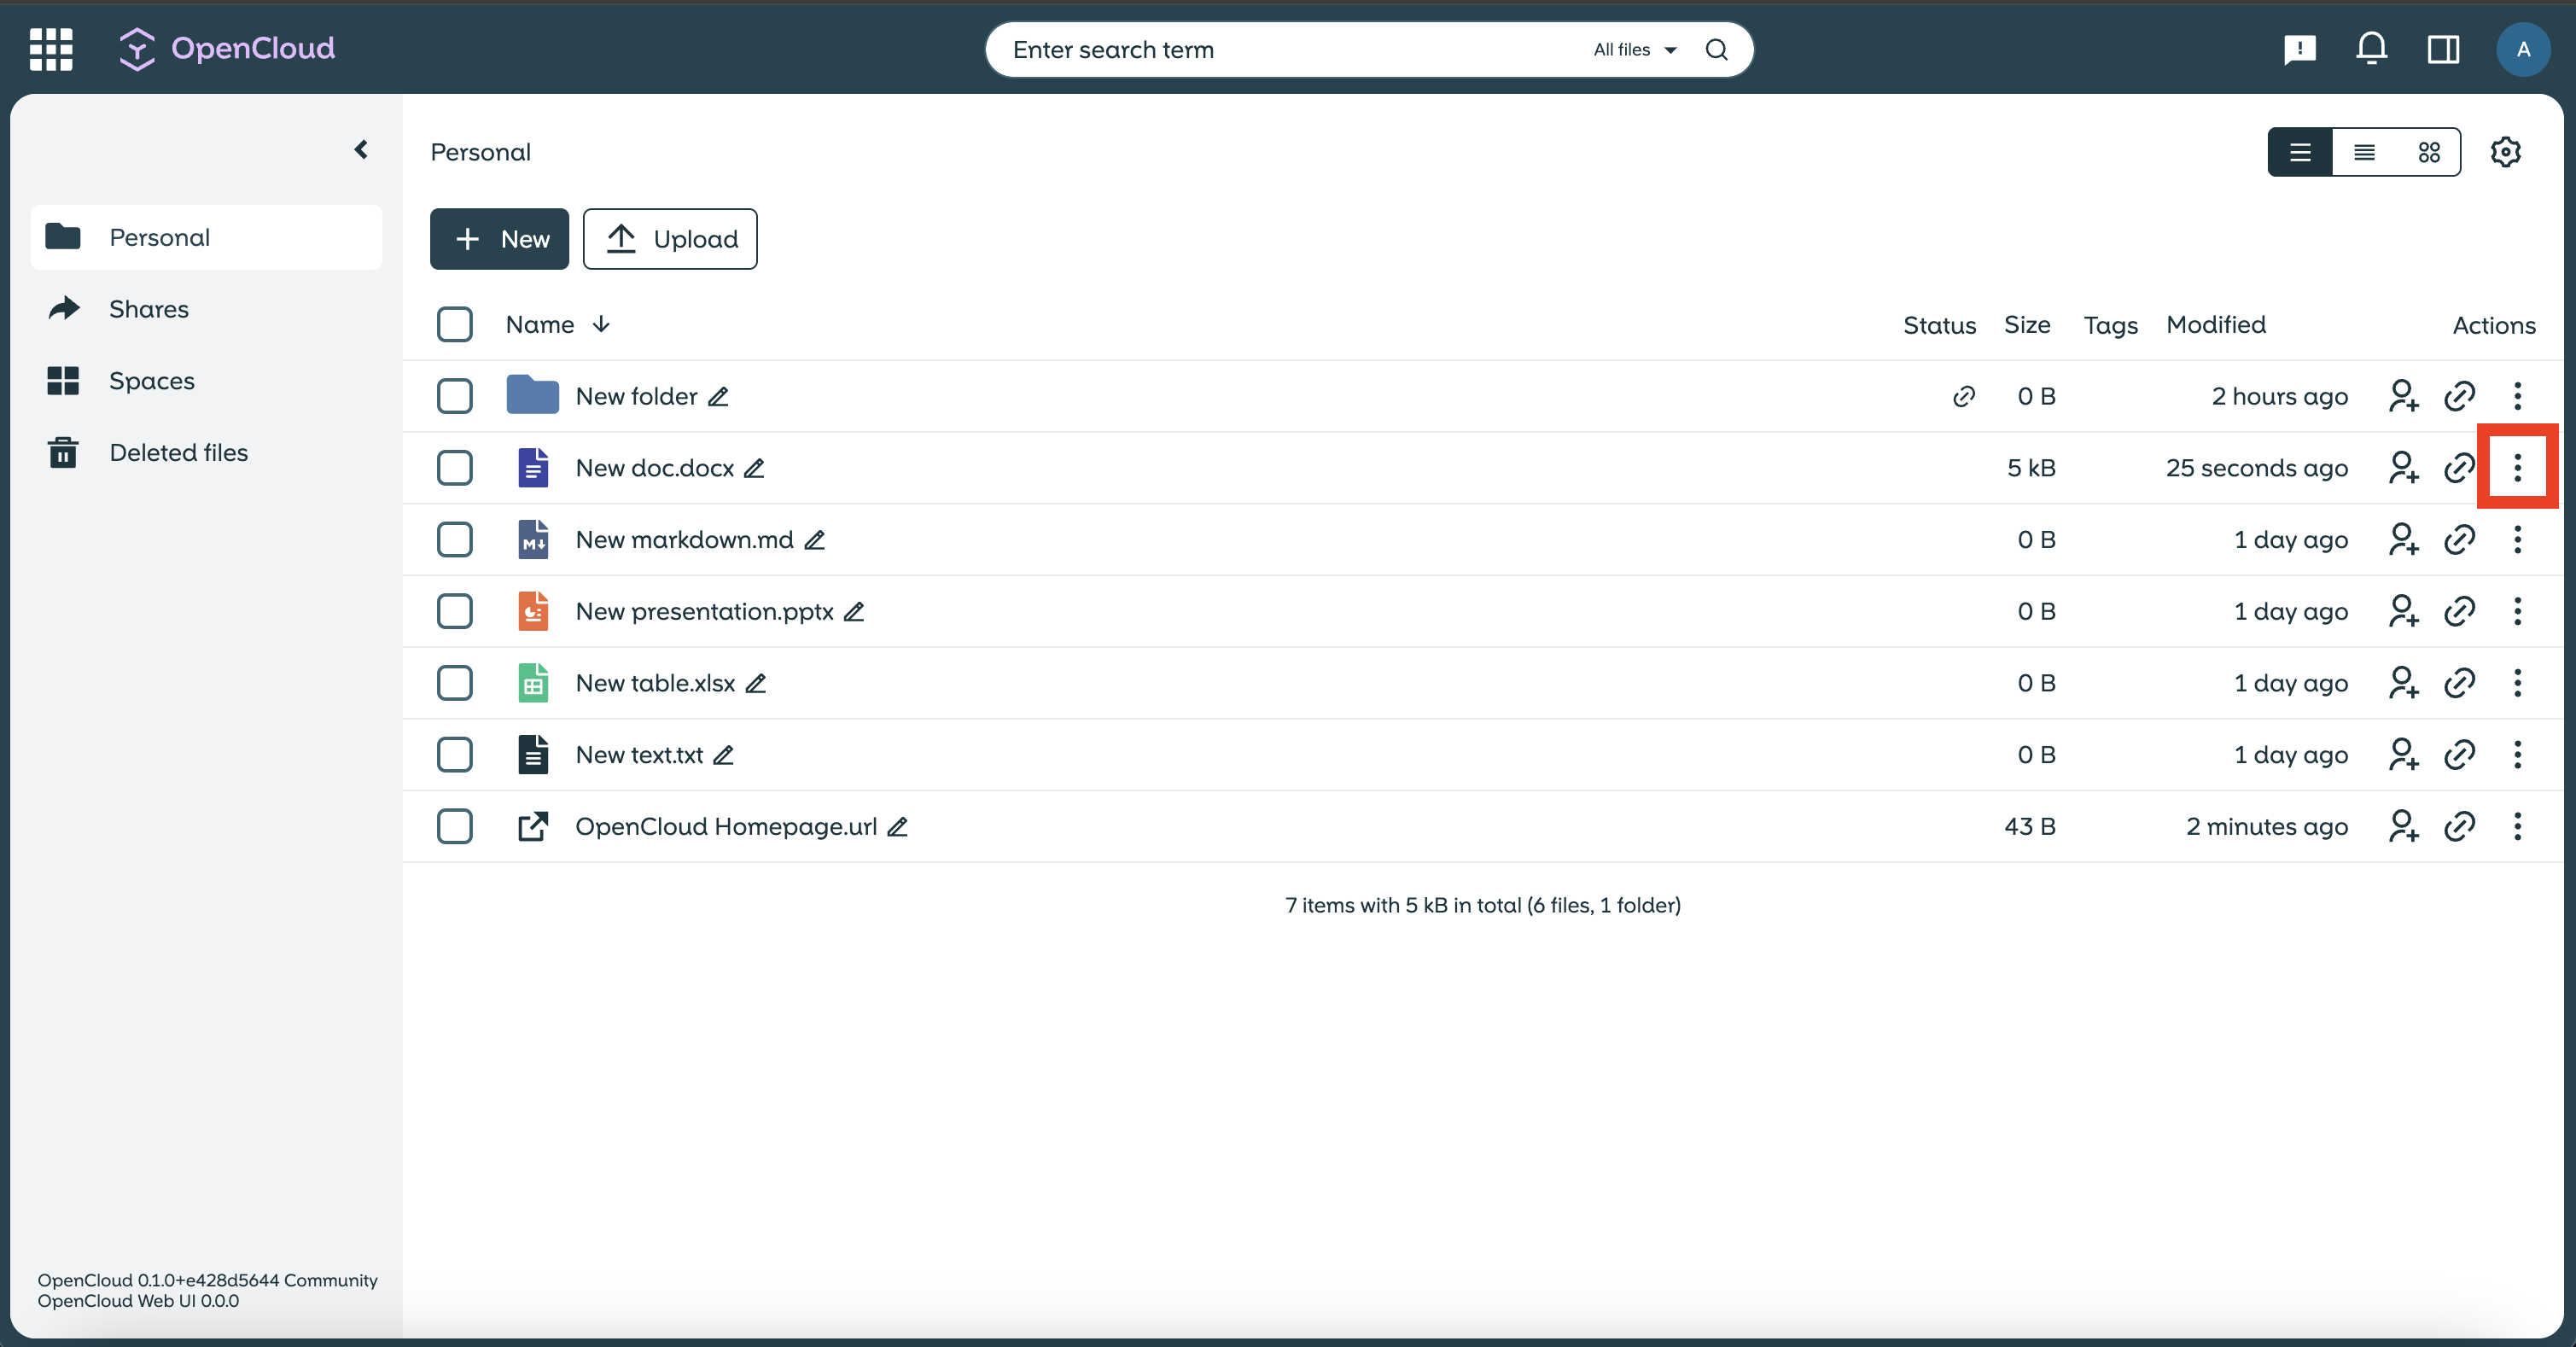 OpenCloud
Enter search term
All files
A
Personal
Personal
Shares
Spaces
Deleted files
New
Upload
Name Status Size Tags Modified Actions
New folder 0 B 2 hours ago
New doc.docx 5 kB 25 seconds ago
New markdown.md 0 B 1 day ago
New presentation.pptx 0 B 1 day ago
New table.xlsx 0 B 1 day ago
New text.txt 0 B 1 day ago
OpenCloud Homepage.url 43 B 2 minutes ago
7 items with 5 kB in total (6 files, 1 folder)
OpenCloud 0.1.0+e428d5644 Community
OpenCloud Web UI 0.0.0